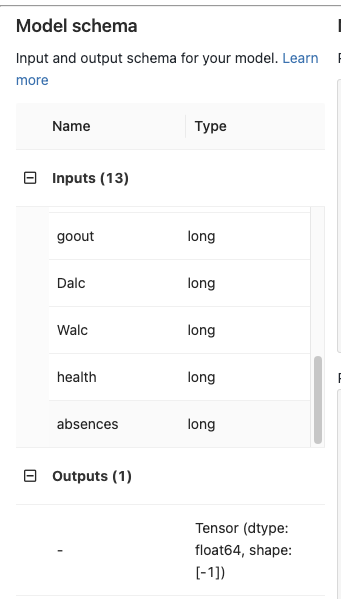 Model schema
Input and output schema for your model. Learn
more
Name Type
Inputs (13)
goout long
Dalc long
Walc long
health long
absences long
Outputs (1)
- Tensor (dtype:
float64, shape:
[-1])